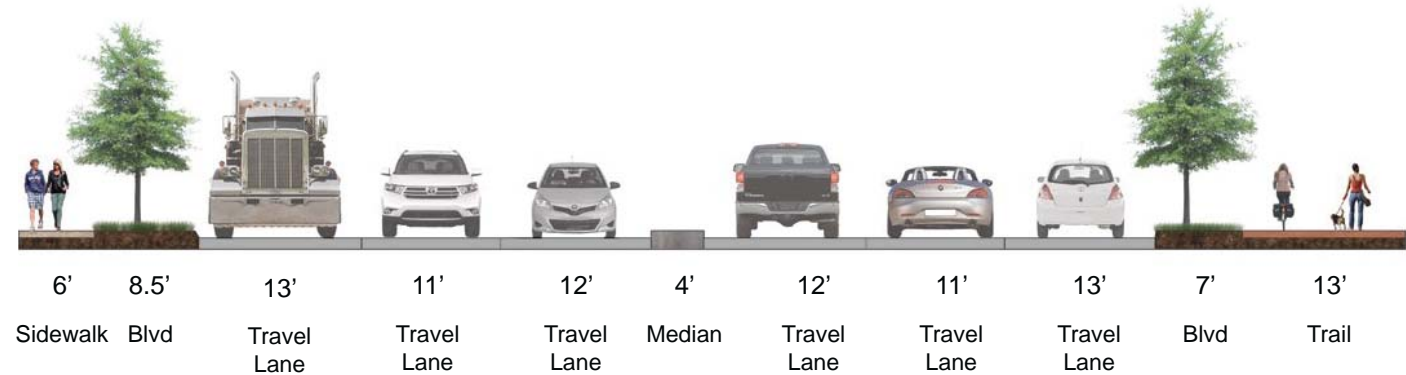 6’ 8.5’ 13’ 11’ 12’ 4’ 12’ 11’ 13’ 7’ 13’
Sidewalk Blvd Travel Travel Travel Median Travel Travel Travel Blvd Trail
Lane Lane Lane Lane Lane Lane